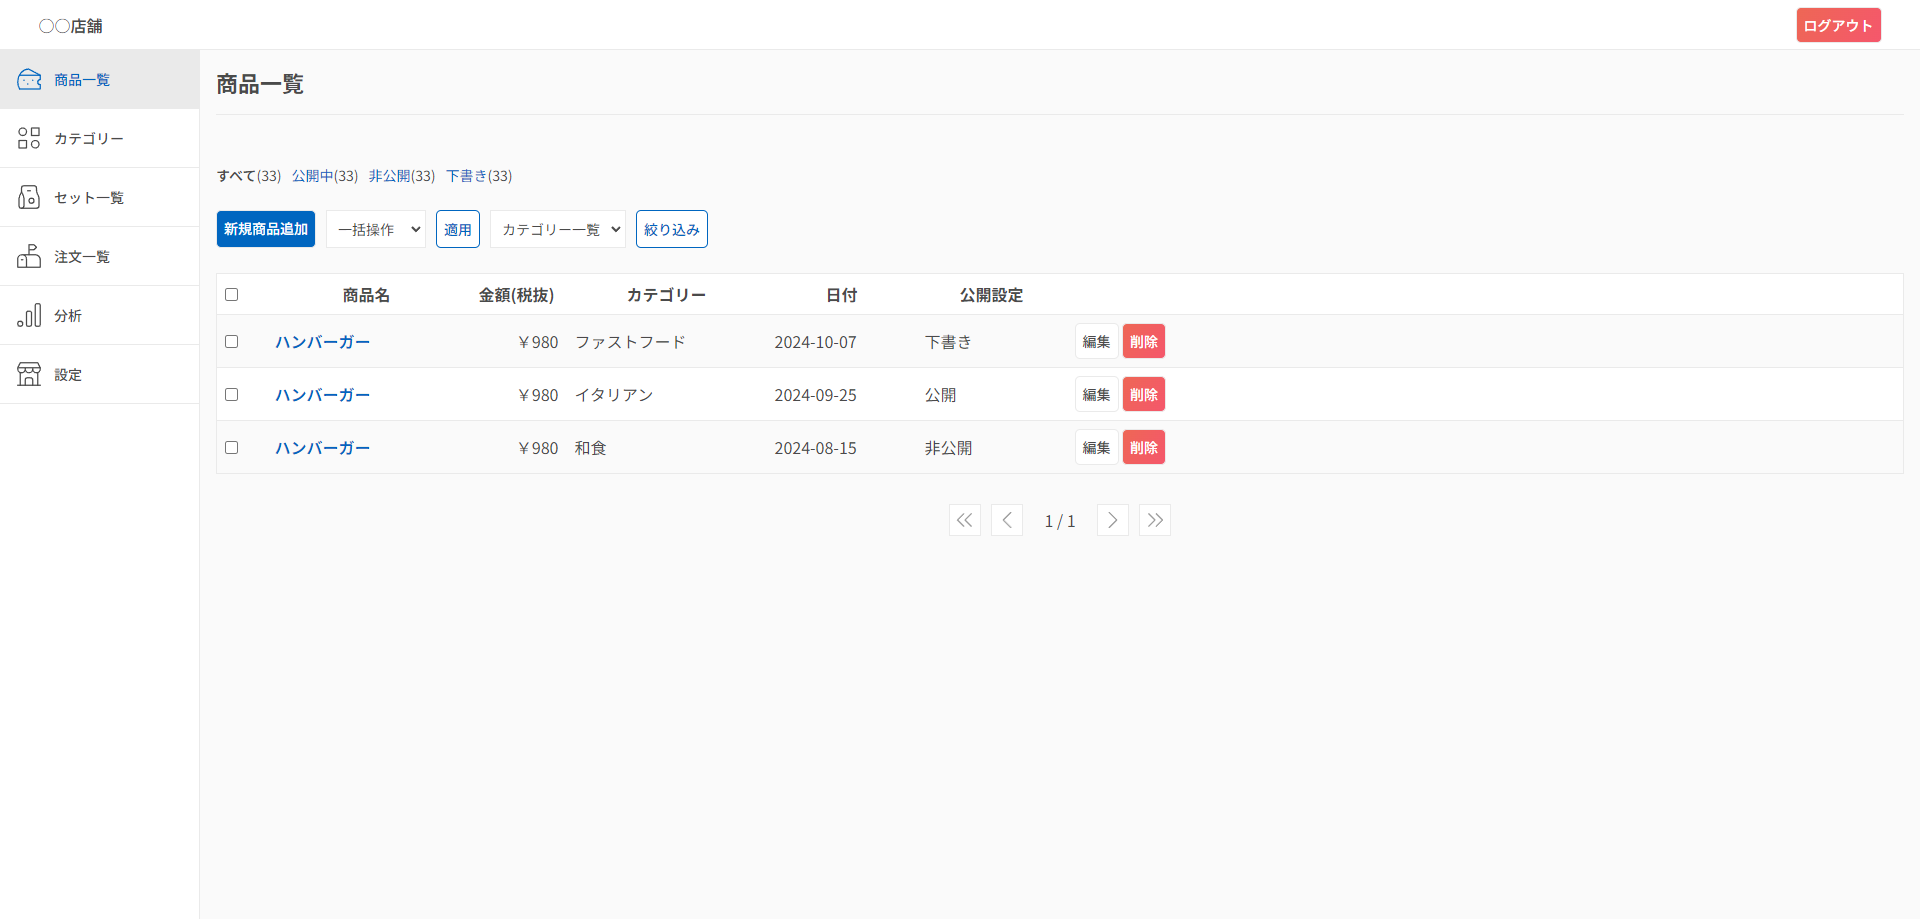 〇〇店舗
ログアウト
商品一覧
カテゴリー
セット一覧
注文一覧
分析
設定
商品一覧
すべて(33) 公開中(33) 非公開(33) 下書き(33)
新規商品追加 一括操作 適用 カテゴリー一覧 絞り込み
商品名 金額(税抜) カテゴリー 日付 公開設定
ハンバーガー ￥980 ファストフード 2024-10-07 下書き 編集 削除
ハンバーガー ￥980 イタリアン 2024-09-25 公開 編集 削除
ハンバーガー ￥980 和食 2024-08-15 非公開 編集 削除
1 / 1